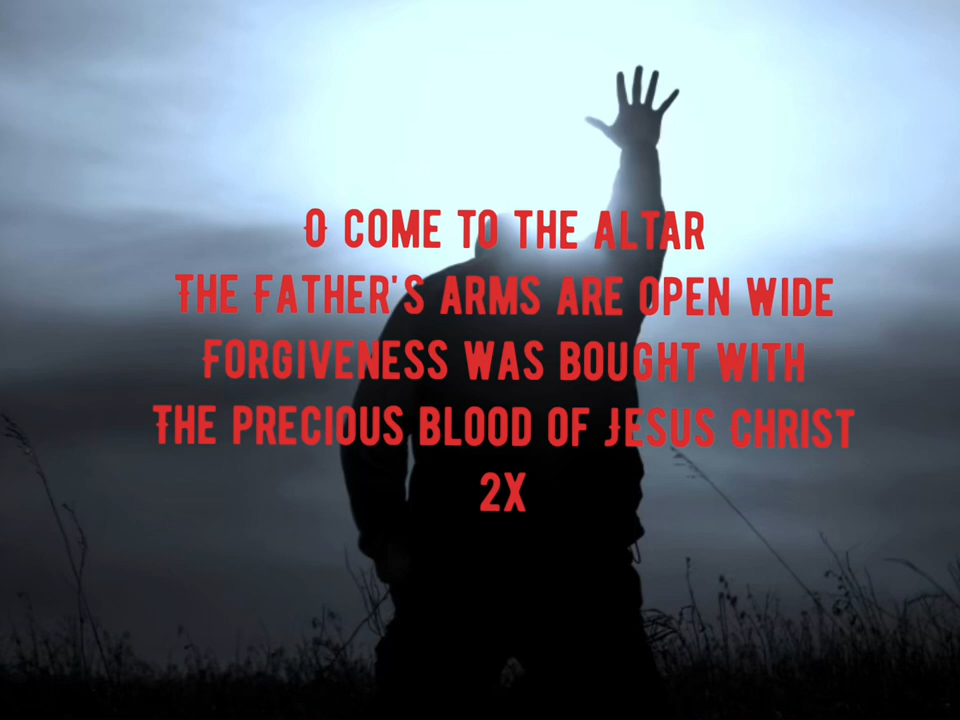 O come to the altar
The Father's arms are open wide
Forgiveness was bought with
The precious blood of Jesus Christ
2x